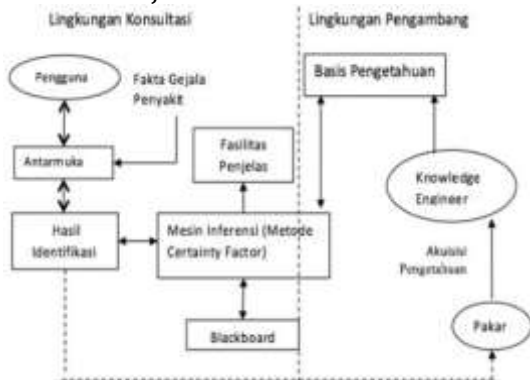 Lingkungan Konsultasi
Lingkungan Pengambang
Pengguna
Fakta Gejala
Penyakit
Basis Pengetahuan
Antarmuka
Fasilitas
Penjelas
Knowledge
Engineer
Hasil
Identifikasi
Mesin Inferensi (Metode
Certainty Factor)
Akuisisi
Pengetahuan
Blackboard
Pakar